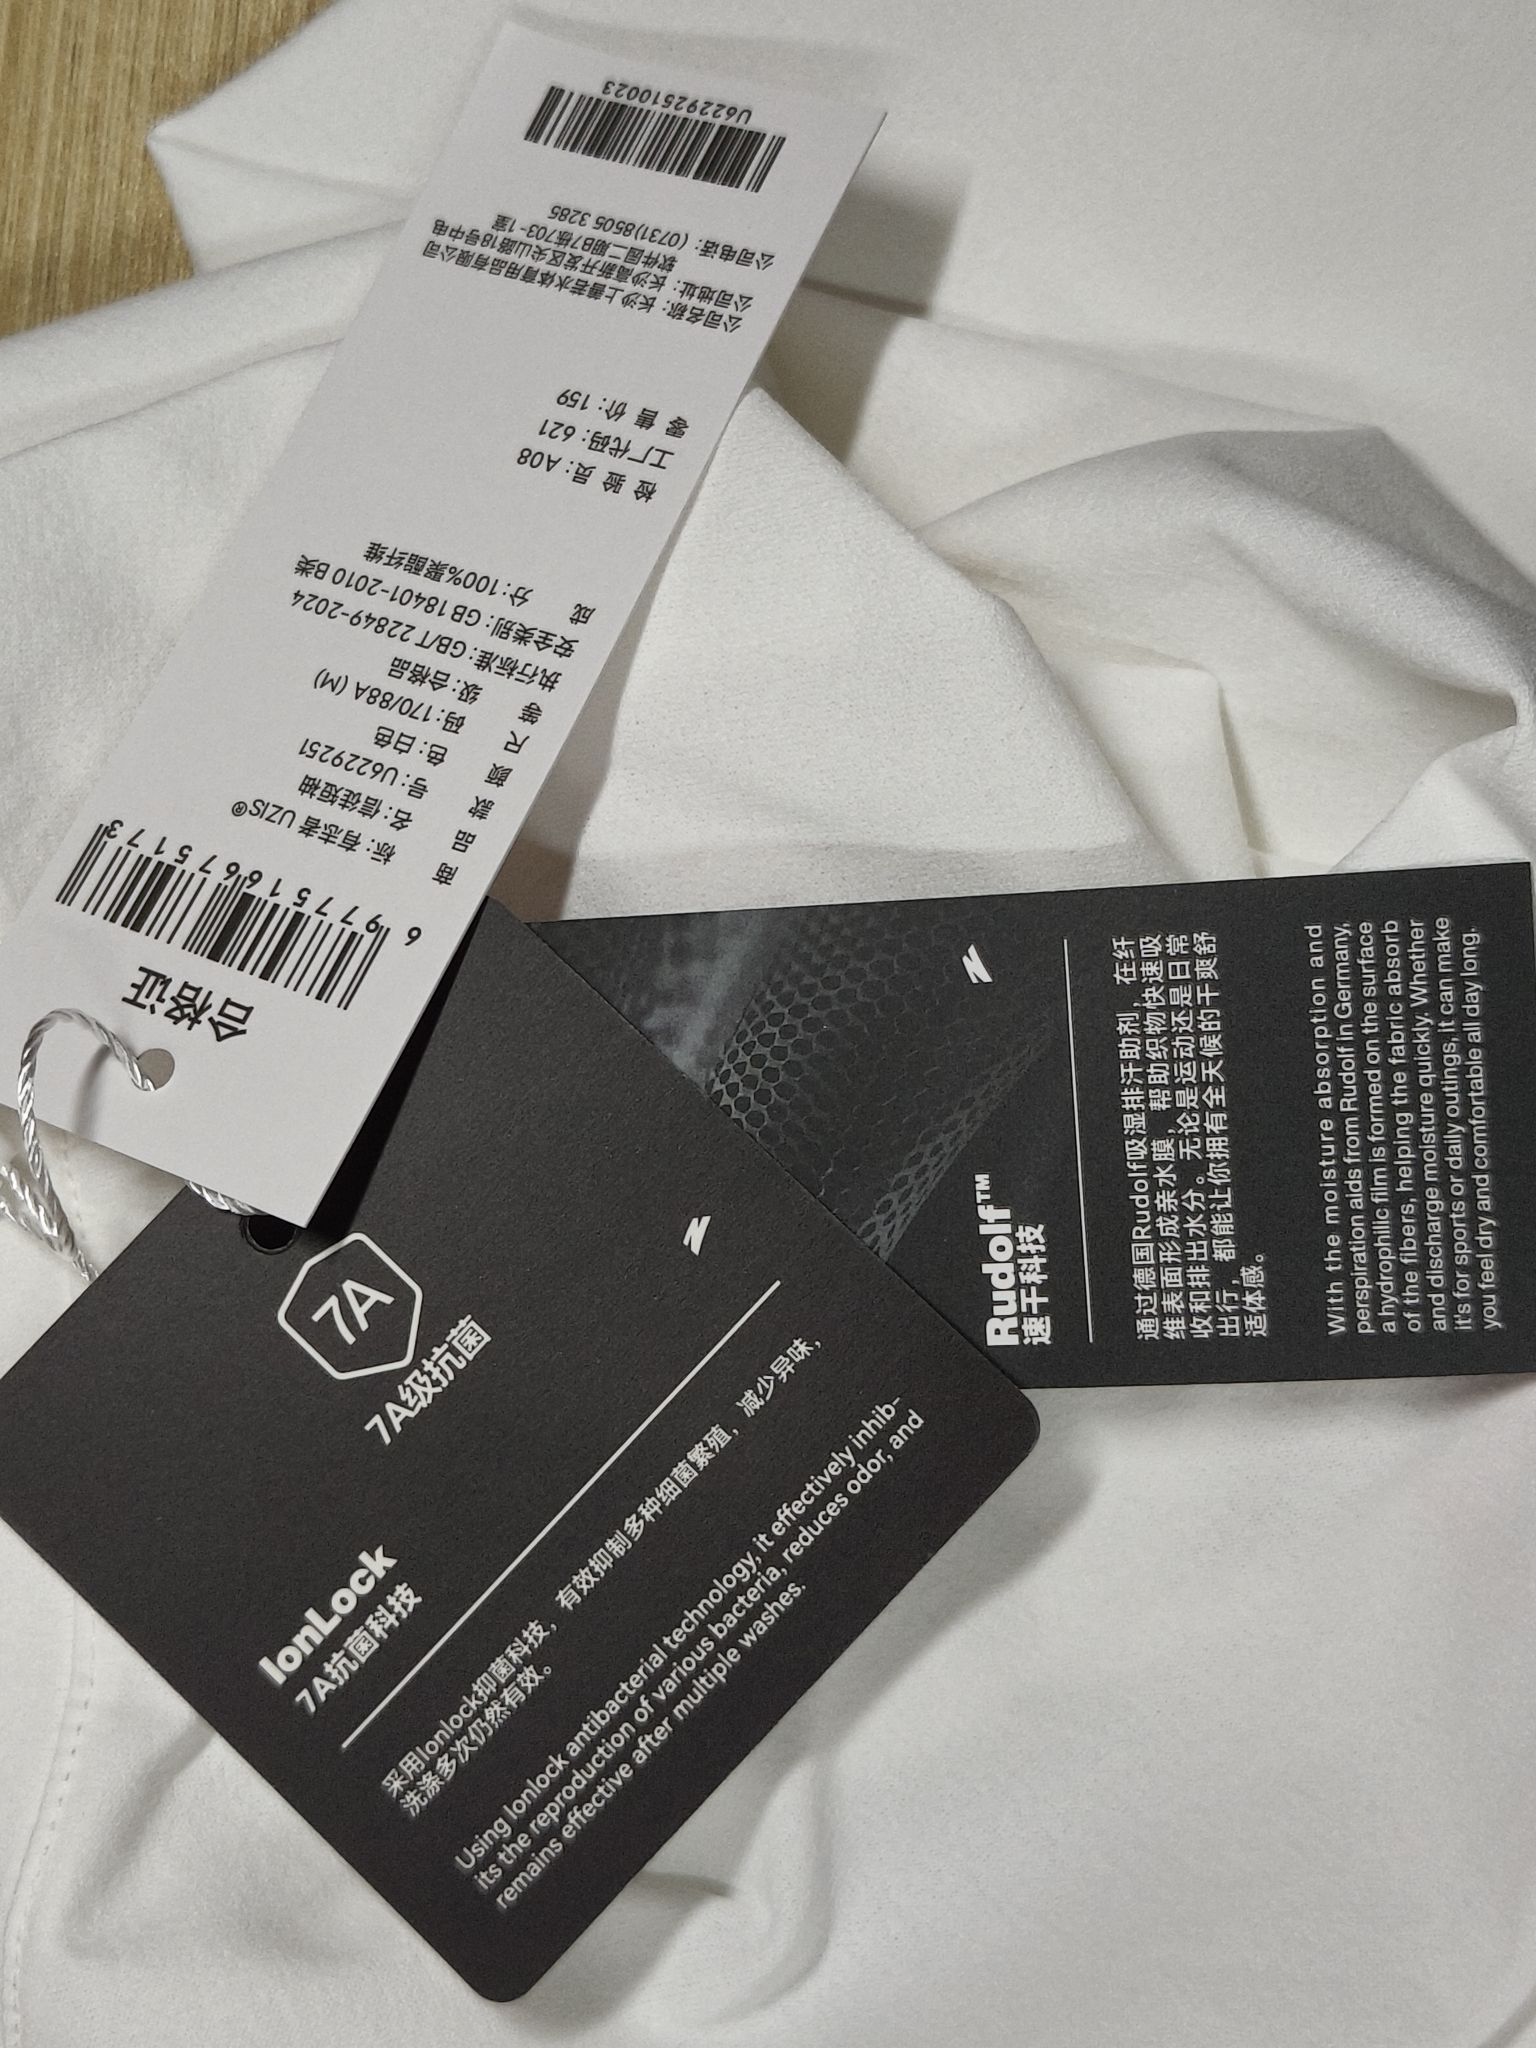 合格证
6 977516 675173
商 标：有志者 UZIS®
品 名：信徒短袖
款 号：U6229251
颜 色：白色
尺 码：170/88A (M)
等 级：合格品
执行标准：GB/T 22849-2024
安全类别：GB 18401-2010 B类
成 分：100%聚酯纤维
检 验 员：A08
工厂代码：621
零 售 价：159
公司名称：长沙上善若水体育用品有限公司
公司地址：长沙高新开发区尖山路18号中电
软件园二期B7栋703-1室
公司电话：(0731)8505 3285
U62292510023
7A
7A级抗菌
IonLock
7A抗菌科技
采用Ionlock抑菌科技，有效抑制多种细菌繁殖，减少异味，
洗涤多次仍然有效。
Using Ionlock antibacterial technology, it effectively inhib-
its the reproduction of various bacteria, reduces odor, and
remains effective after multiple washes.
Rudolf™
速干科技
通过德国Rudolf吸湿排汗助剂，在纤
维表面形成亲水膜，帮助织物快速吸
收和排出水分。无论是运动还是日常
出行，都能让你拥有全天候的干爽舒
适体感。
With the moisture absorption and
perspiration aids from Rudolf in Germany,
a hydrophilic film is formed on the surface
of the fibers, helping the fabric absorb
and discharge moisture quickly. Whether
it's for sports or daily outings, it can make
you feel dry and comfortable all day long.